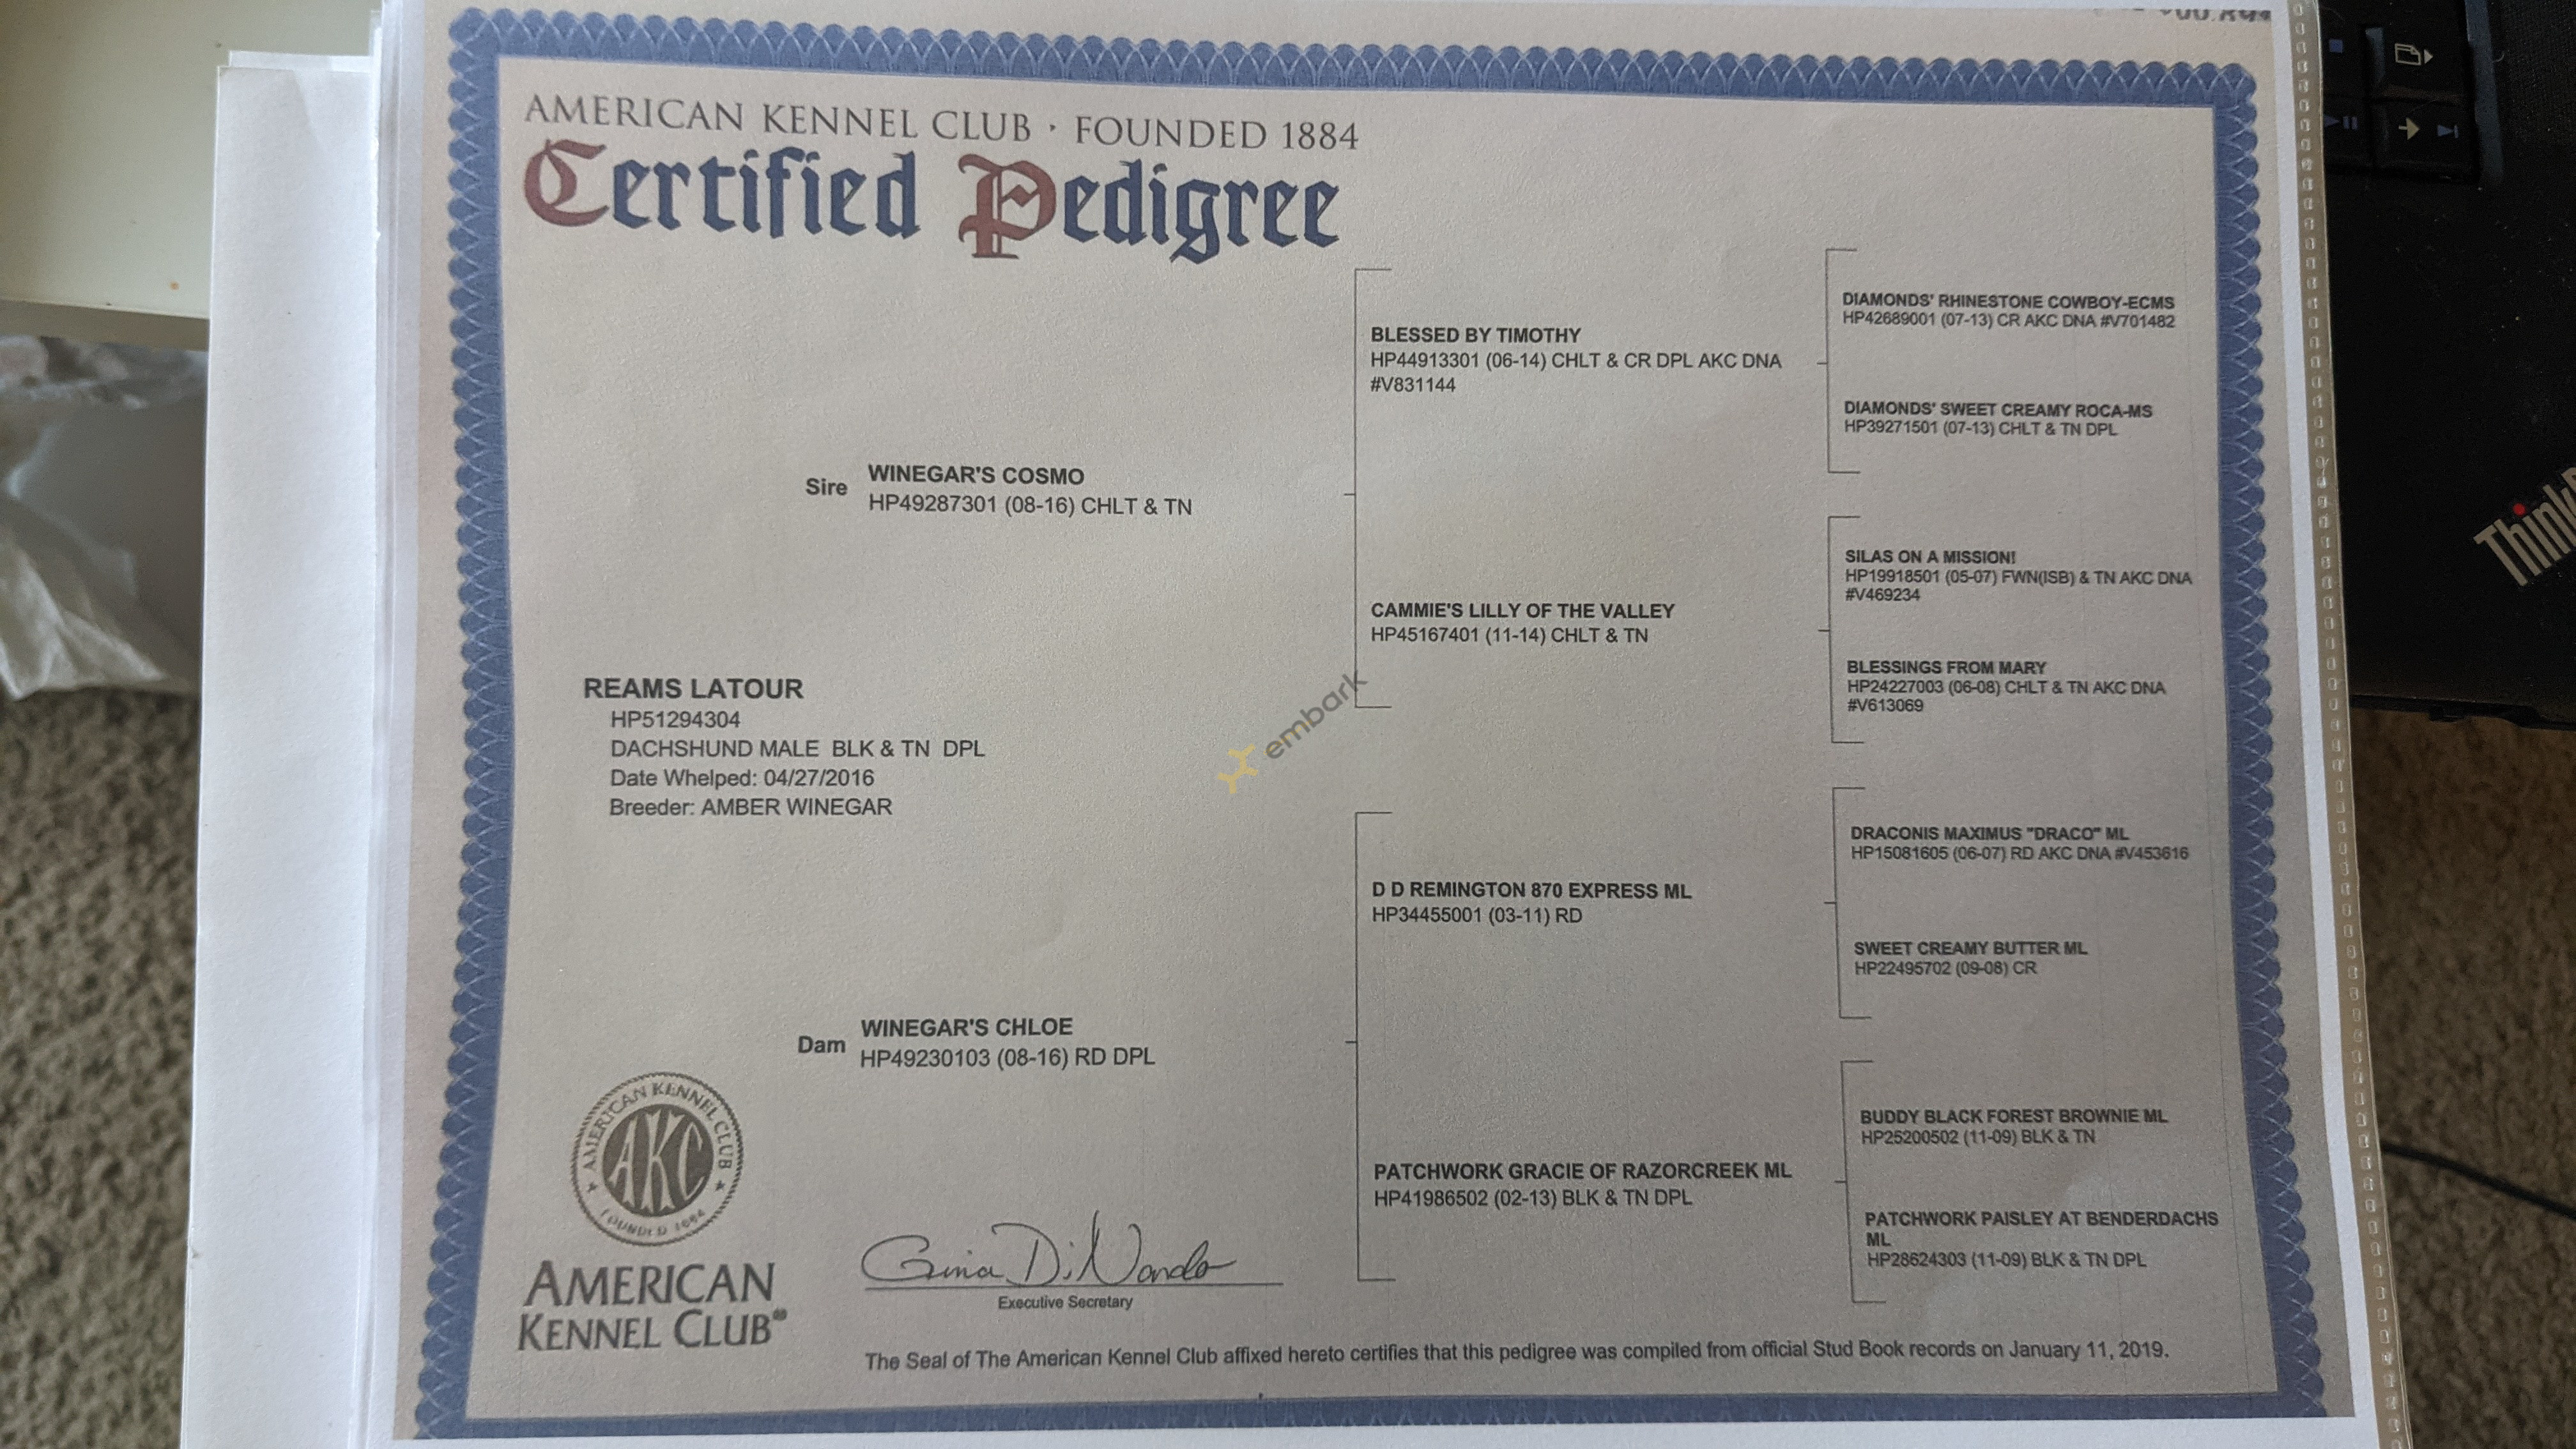 AMERICAN KENNEL CLUB · FOUNDED 1884
Certified Pedigree
DIAMONDS' RHINESTONE COWBOY-ECMS
HP42689001 (07-13) CR AKC DNA #V701482
BLESSED BY TIMOTHY
HP44913301 (06-14) CHLT & CR DPL AKC DNA
#V831144
DIAMONDS' SWEET CREAMY ROCA-MS
HP39271501 (07-13) CHLT & TN DPL
Sire
WINEGAR'S COSMO
HP49287301 (08-16) CHLT & TN
SILAS ON A MISSION!
HP19918501 (05-07) FWN(ISB) & TN AKC DNA
#V469234
CAMMIE'S LILLY OF THE VALLEY
HP45167401 (11-14) CHLT & TN
BLESSINGS FROM MARY
HP24227003 (06-08) CHLT & TN AKC DNA
#V613069
REAMS LATOUR
HP51294304
DACHSHUND MALE BLK & TN DPL
Date Whelped: 04/27/2016
Breeder: AMBER WINEGAR
embark
DRACONIS MAXIMUS "DRACO" ML
HP15081605 (06-07) RD AKC DNA #V453616
D D REMINGTON 870 EXPRESS ML
HP34455001 (03-11) RD
SWEET CREAMY BUTTER ML
HP22495702 (09-08) CR
Dam
WINEGAR'S CHLOE
HP49230103 (08-16) RD DPL
BUDDY BLACK FOREST BROWNIE ML
HP25200502 (11-09) BLK & TN
PATCHWORK GRACIE OF RAZORCREEK ML
HP41986502 (02-13) BLK & TN DPL
PATCHWORK PAISLEY AT BENDERDACHS
ML
HP28624303 (11-09) BLK & TN DPL
AMERICAN KENNEL CLUB
AKC
FOUNDED 1884
AMERICAN
KENNEL CLUB
Gina DiNardo
Executive Secretary
The Seal of The American Kennel Club affixed hereto certifies that this pedigree was compiled from official Stud Book records on January 11, 2019.